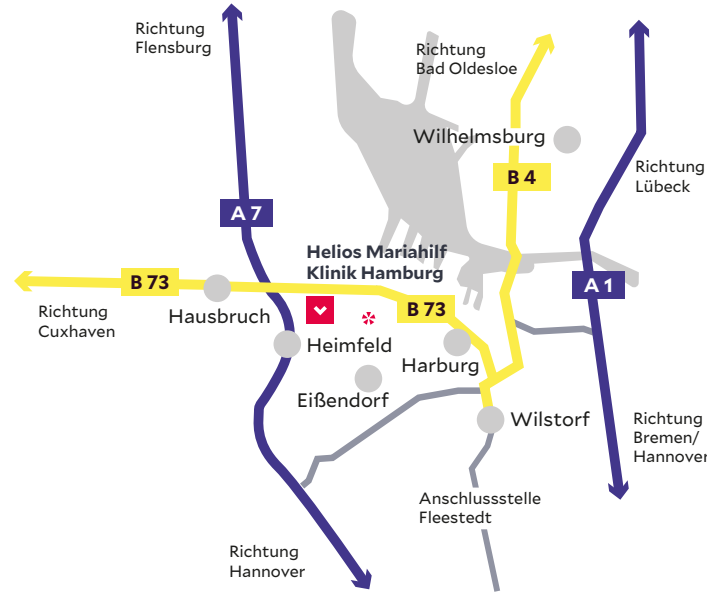 Richtung
Flensburg
Richtung
Bad Oldesloe
Wilhelmsburg
Richtung
Lübeck
B 4
A 7
Helios Mariahilf
Klinik Hamburg
B 73
A 1
B 73
Richtung
Cuxhaven
Hausbruch
Heimfeld
Harburg
Eißendorf
Wilstorf
Richtung
Bremen/
Hannover
Anschlussstelle
Fleestedt
Richtung
Hannover